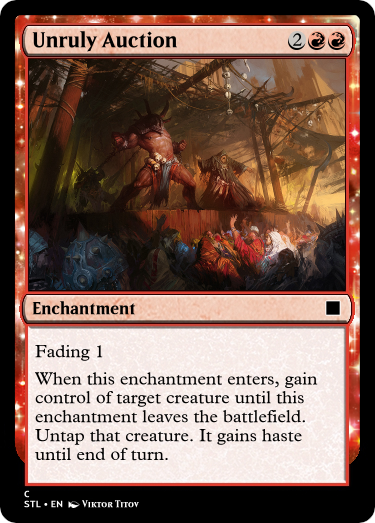 Unruly Auction 2
Enchantment
Fading 1
When this enchantment enters, gain
control of target creature until this
enchantment leaves the battlefield.
Untap that creature. It gains haste
until end of turn.
C
STL • EN Viktor Titov